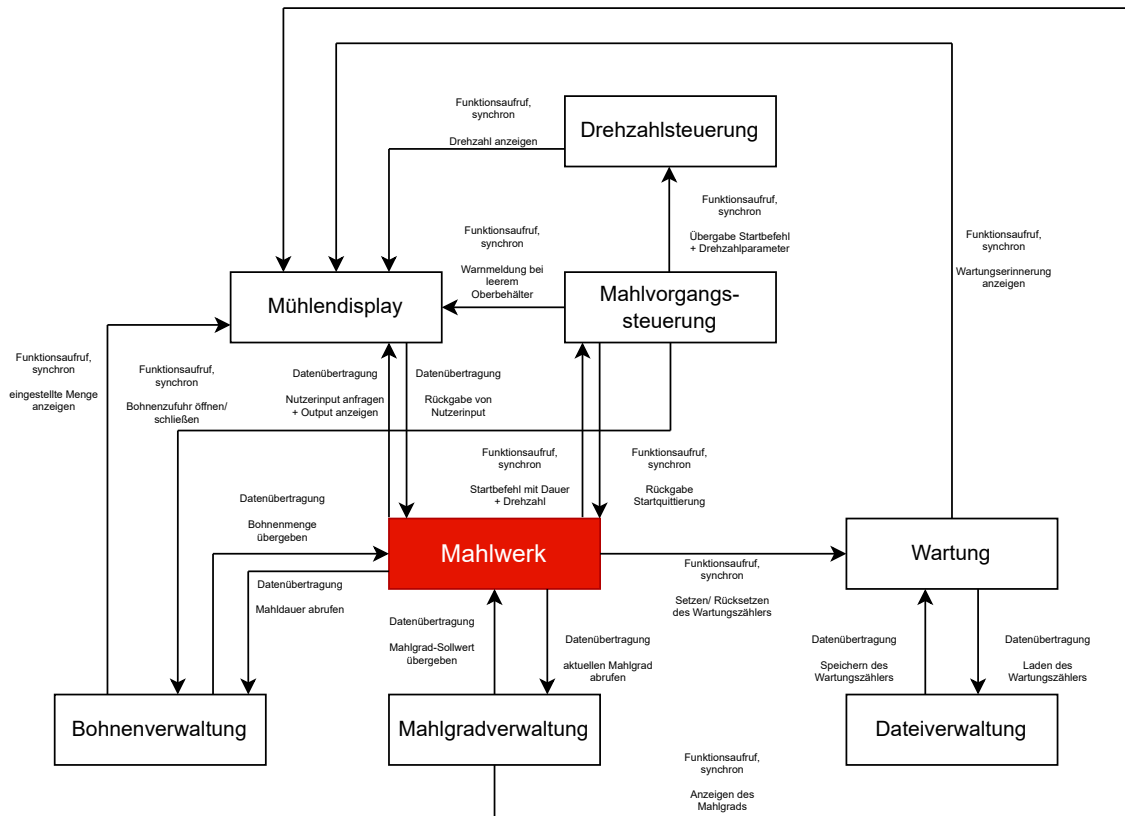 Funktionsaufruf,
synchron
Drehzahl anzeigen
Drehzahlsteuerung
Funktionsaufruf,
synchron
Übergabe Startbefehl
+ Drehzahlparameter
Funktionsaufruf,
synchron
Wartungserinnerung
anzeigen
Funktionsaufruf,
synchron
Warnmeldung bei
leerem
Oberbehälter
Mühlendisplay
Mahlvorgangs-
steuerung
Funktionsaufruf,
synchron
eingestellte Menge
anzeigen
Funktionsaufruf,
synchron
Bohnenzufuhr öffnen/
schließen
Datenübertragung
Nutzerinput anfragen
+ Output anzeigen
Datenübertragung
Rückgabe von
Nutzerinput
Funktionsaufruf,
synchron
Startbefehl mit Dauer
+ Drehzahl
Funktionsaufruf,
synchron
Rückgabe
Startquittierung
Datenübertragung
Bohnenmenge
übergeben
Mahlwerk
Wartung
Datenübertragung
Mahldauer abrufen
Funktionsaufruf,
synchron
Setzen/ Rücksetzen
des Wartungszählers
Datenübertragung
Mahlgrad-Sollwert
übergeben
Datenübertragung
aktuellen Mahlgrad
abrufen
Datenübertragung
Speichern des
Wartungszählers
Datenübertragung
Laden des
Wartungszählers
Bohnenverwaltung
Mahlgradverwaltung
Dateiverwaltung
Funktionsaufruf,
synchron
Anzeigen des
Mahlgrads